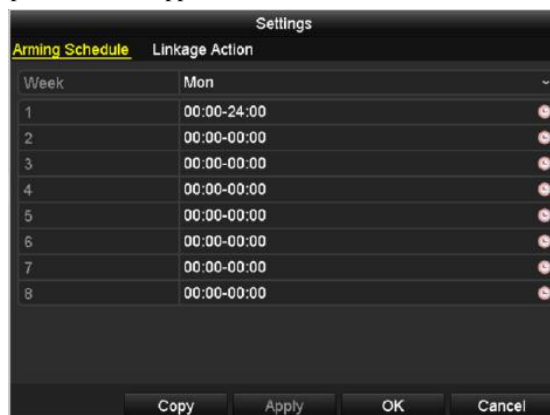 Settings
Arming Schedule Linkage Action
Week Mon
1 00:00-24:00
2 00:00-00:00
3 00:00-00:00
4 00:00-00:00
5 00:00-00:00
6 00:00-00:00
7 00:00-00:00
8 00:00-00:00
Copy Apply OK Cancel